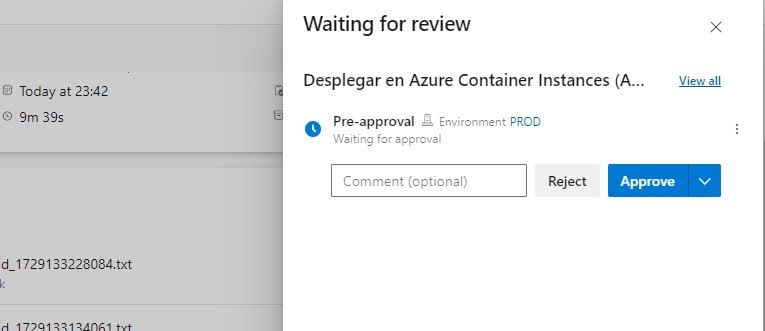 Waiting for review
Desplegar en Azure Container Instances (A... View all
Pre-approval Environment PROD
Waiting for approval
Comment (optional) Reject Approve
Today at 23:42
9m 39s
d_1729133228084.txt
k
d_1729133134061.txt